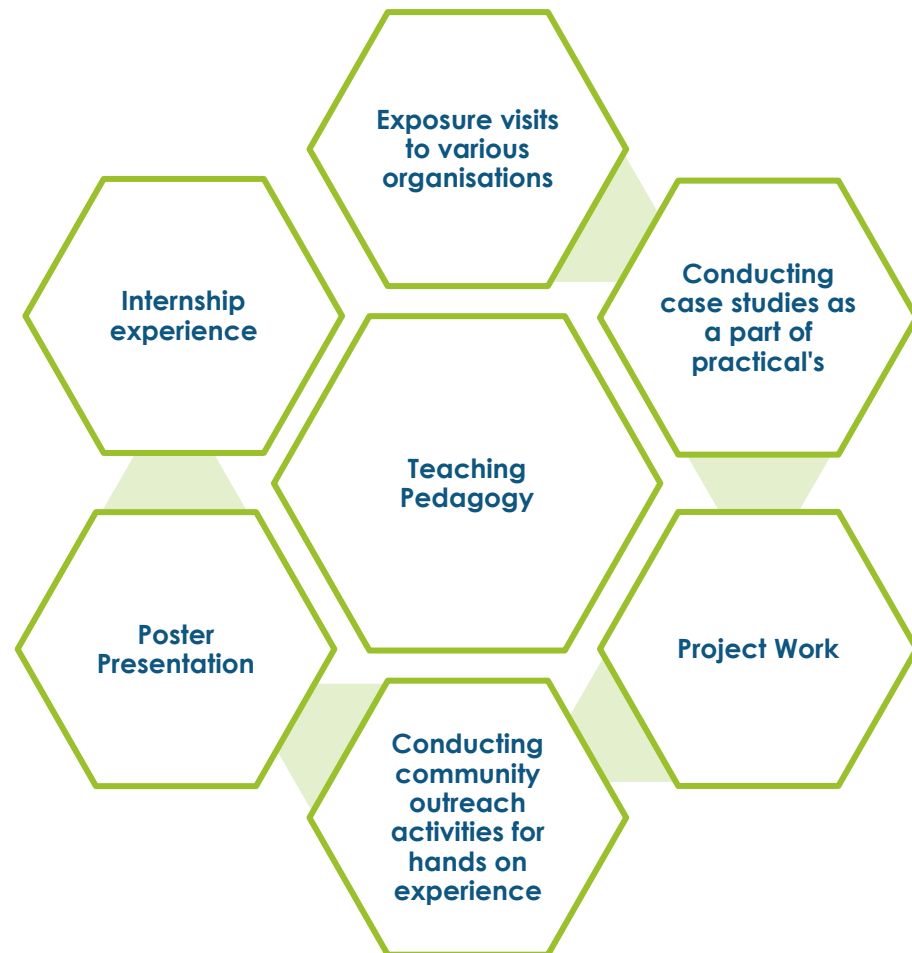 Exposure visits
to various
organisations
Conducting
case studies as
a part of
practical's
Project Work
Conducting
community
outreach
activities for
hands on
experience
Poster
Presentation
Internship
experience
Teaching
Pedagogy